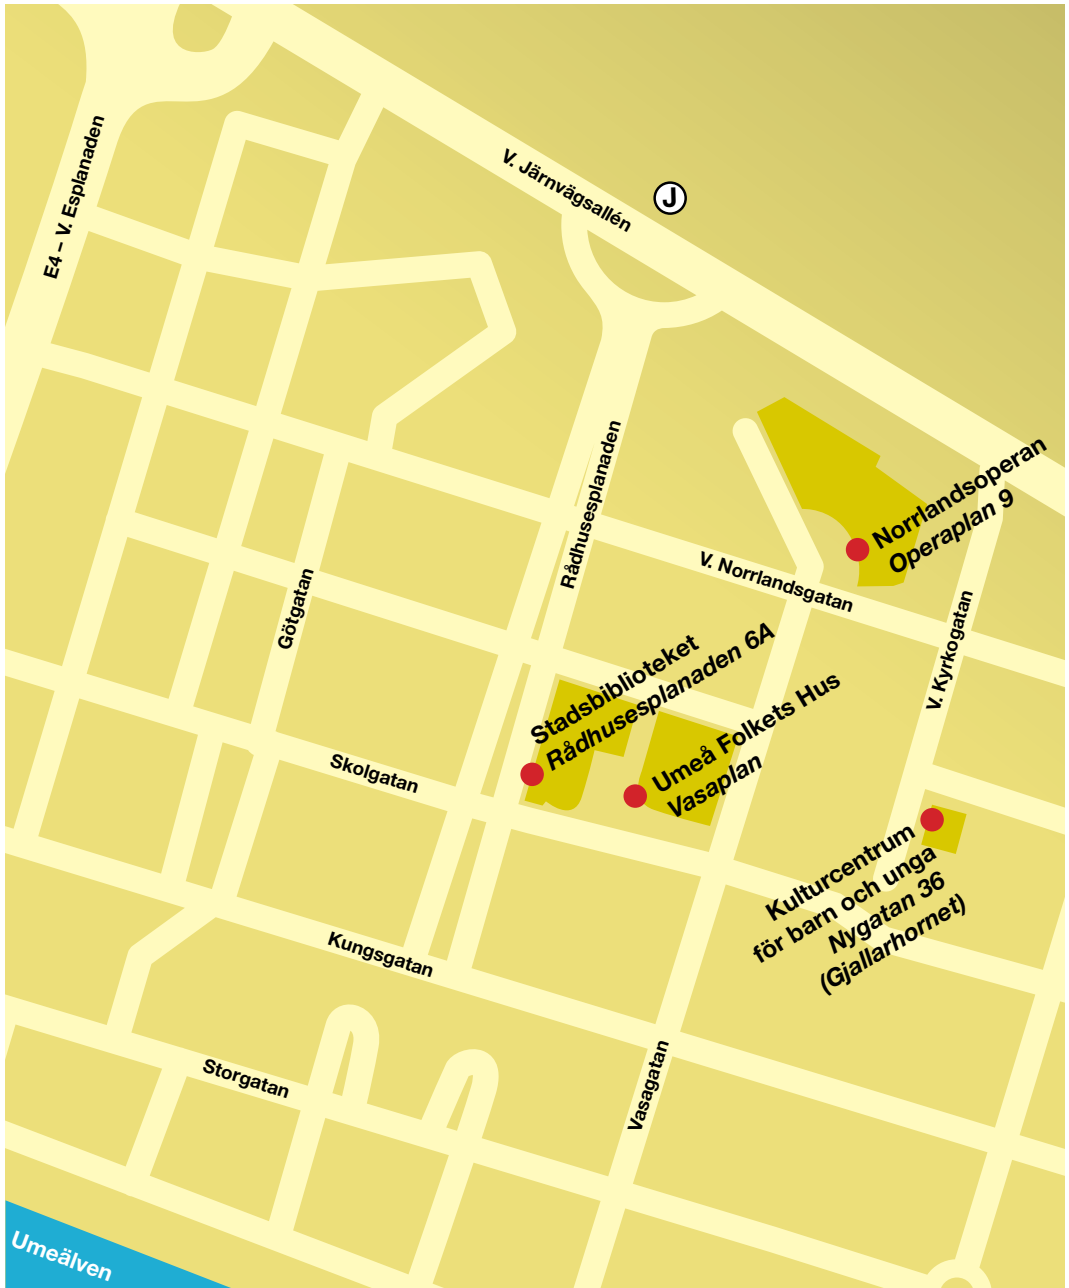 E4 – V. Esplanaden
V. Järnvägsallén
J
Rådhusesplanaden
Norrlandsoperan
Operaplan 9
V. Norrlandsgatan
Götgatan
V. Kyrkogatan
Stadsbiblioteket
Rådhusesplanaden 6A
Umeå Folkets Hus
Vasaplan
Skolgatan
Kulturcentrum
för barn och unga
Nygatan 36
(Gjallarhornet)
Kungsgatan
Storgatan
Vasagatan
Umeälven